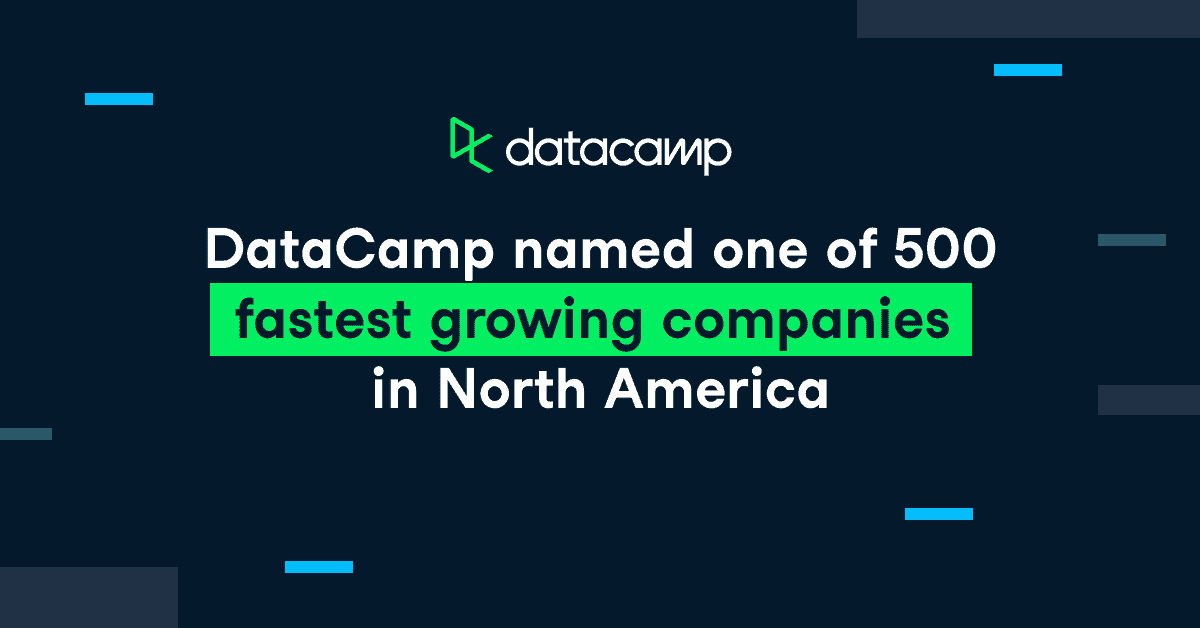 datacamp
DataCamp named one of 500
fastest growing companies
in North America